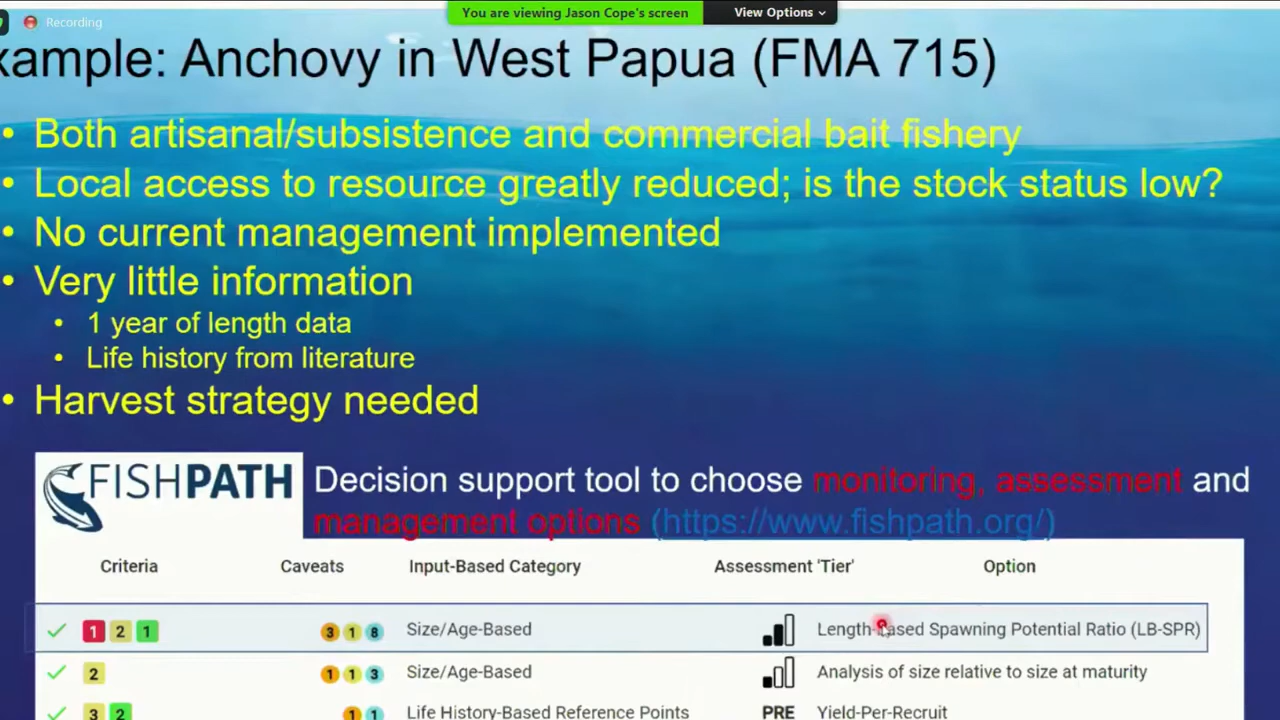 Recording
You are viewing Jason Cope's screen
View Options
xample: Anchovy in West Papua (FMA 715)
• Both artisanal/subsistence and commercial bait fishery
• Local access to resource greatly reduced; is the stock status low?
• No current management implemented
• Very little information
• 1 year of length data
• Life history from literature
• Harvest strategy needed
FISHPATH
Decision support tool to choose monitoring, assessment and
management options (https://www.fishpath.org/)
Criteria Caveats Input-Based Category Assessment 'Tier' Option
1 2 1 3 1 8 Size/Age-Based Length-Based Spawning Potential Ratio (LB-SPR)
2 1 1 3 Size/Age-Based Analysis of size relative to size at maturity
3 2 1 1 Life History-Based Reference Points PRE Yield-Per-Recruit